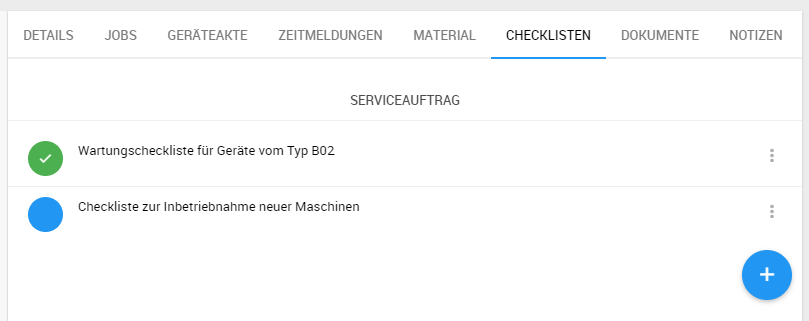 DETAILS JOBS GERÄTEAKTE ZEITMELDUNGEN MATERIAL CHECKLISTEN DOKUMENTE NOTIZEN
SERVICEAUFTRAG
Wartungscheckliste für Geräte vom Typ B02
Checkliste zur Inbetriebnahme neuer Maschinen